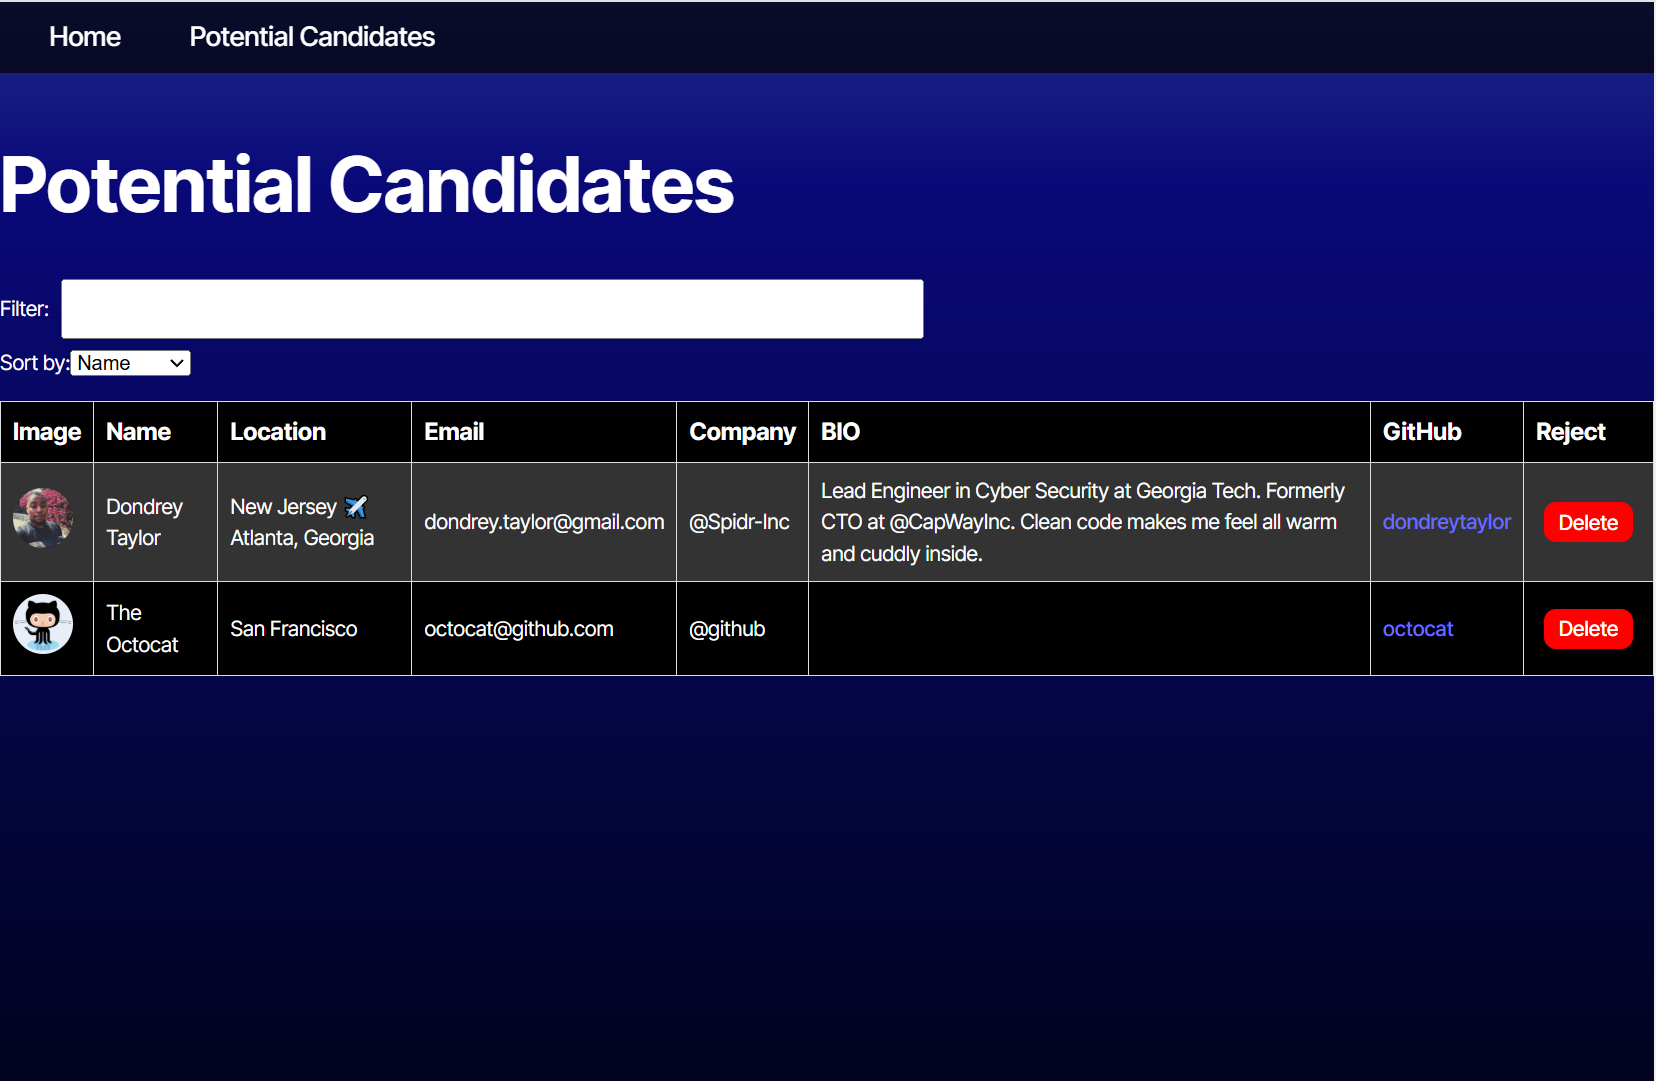 Home Potential Candidates
Potential Candidates
Filter:
Sort by: Name
Image Name Location Email Company BIO GitHub Reject
Dondrey
Taylor
New Jersey ✈️
Atlanta, Georgia
dondrey.taylor@gmail.com
@Spidr-Inc
Lead Engineer in Cyber Security at Georgia Tech. Formerly
CTO at @CapWayInc. Clean code makes me feel all warm
and cuddly inside.
dondreytaylor
Delete
The
Octocat
San Francisco
octocat@github.com
@github
octocat
Delete